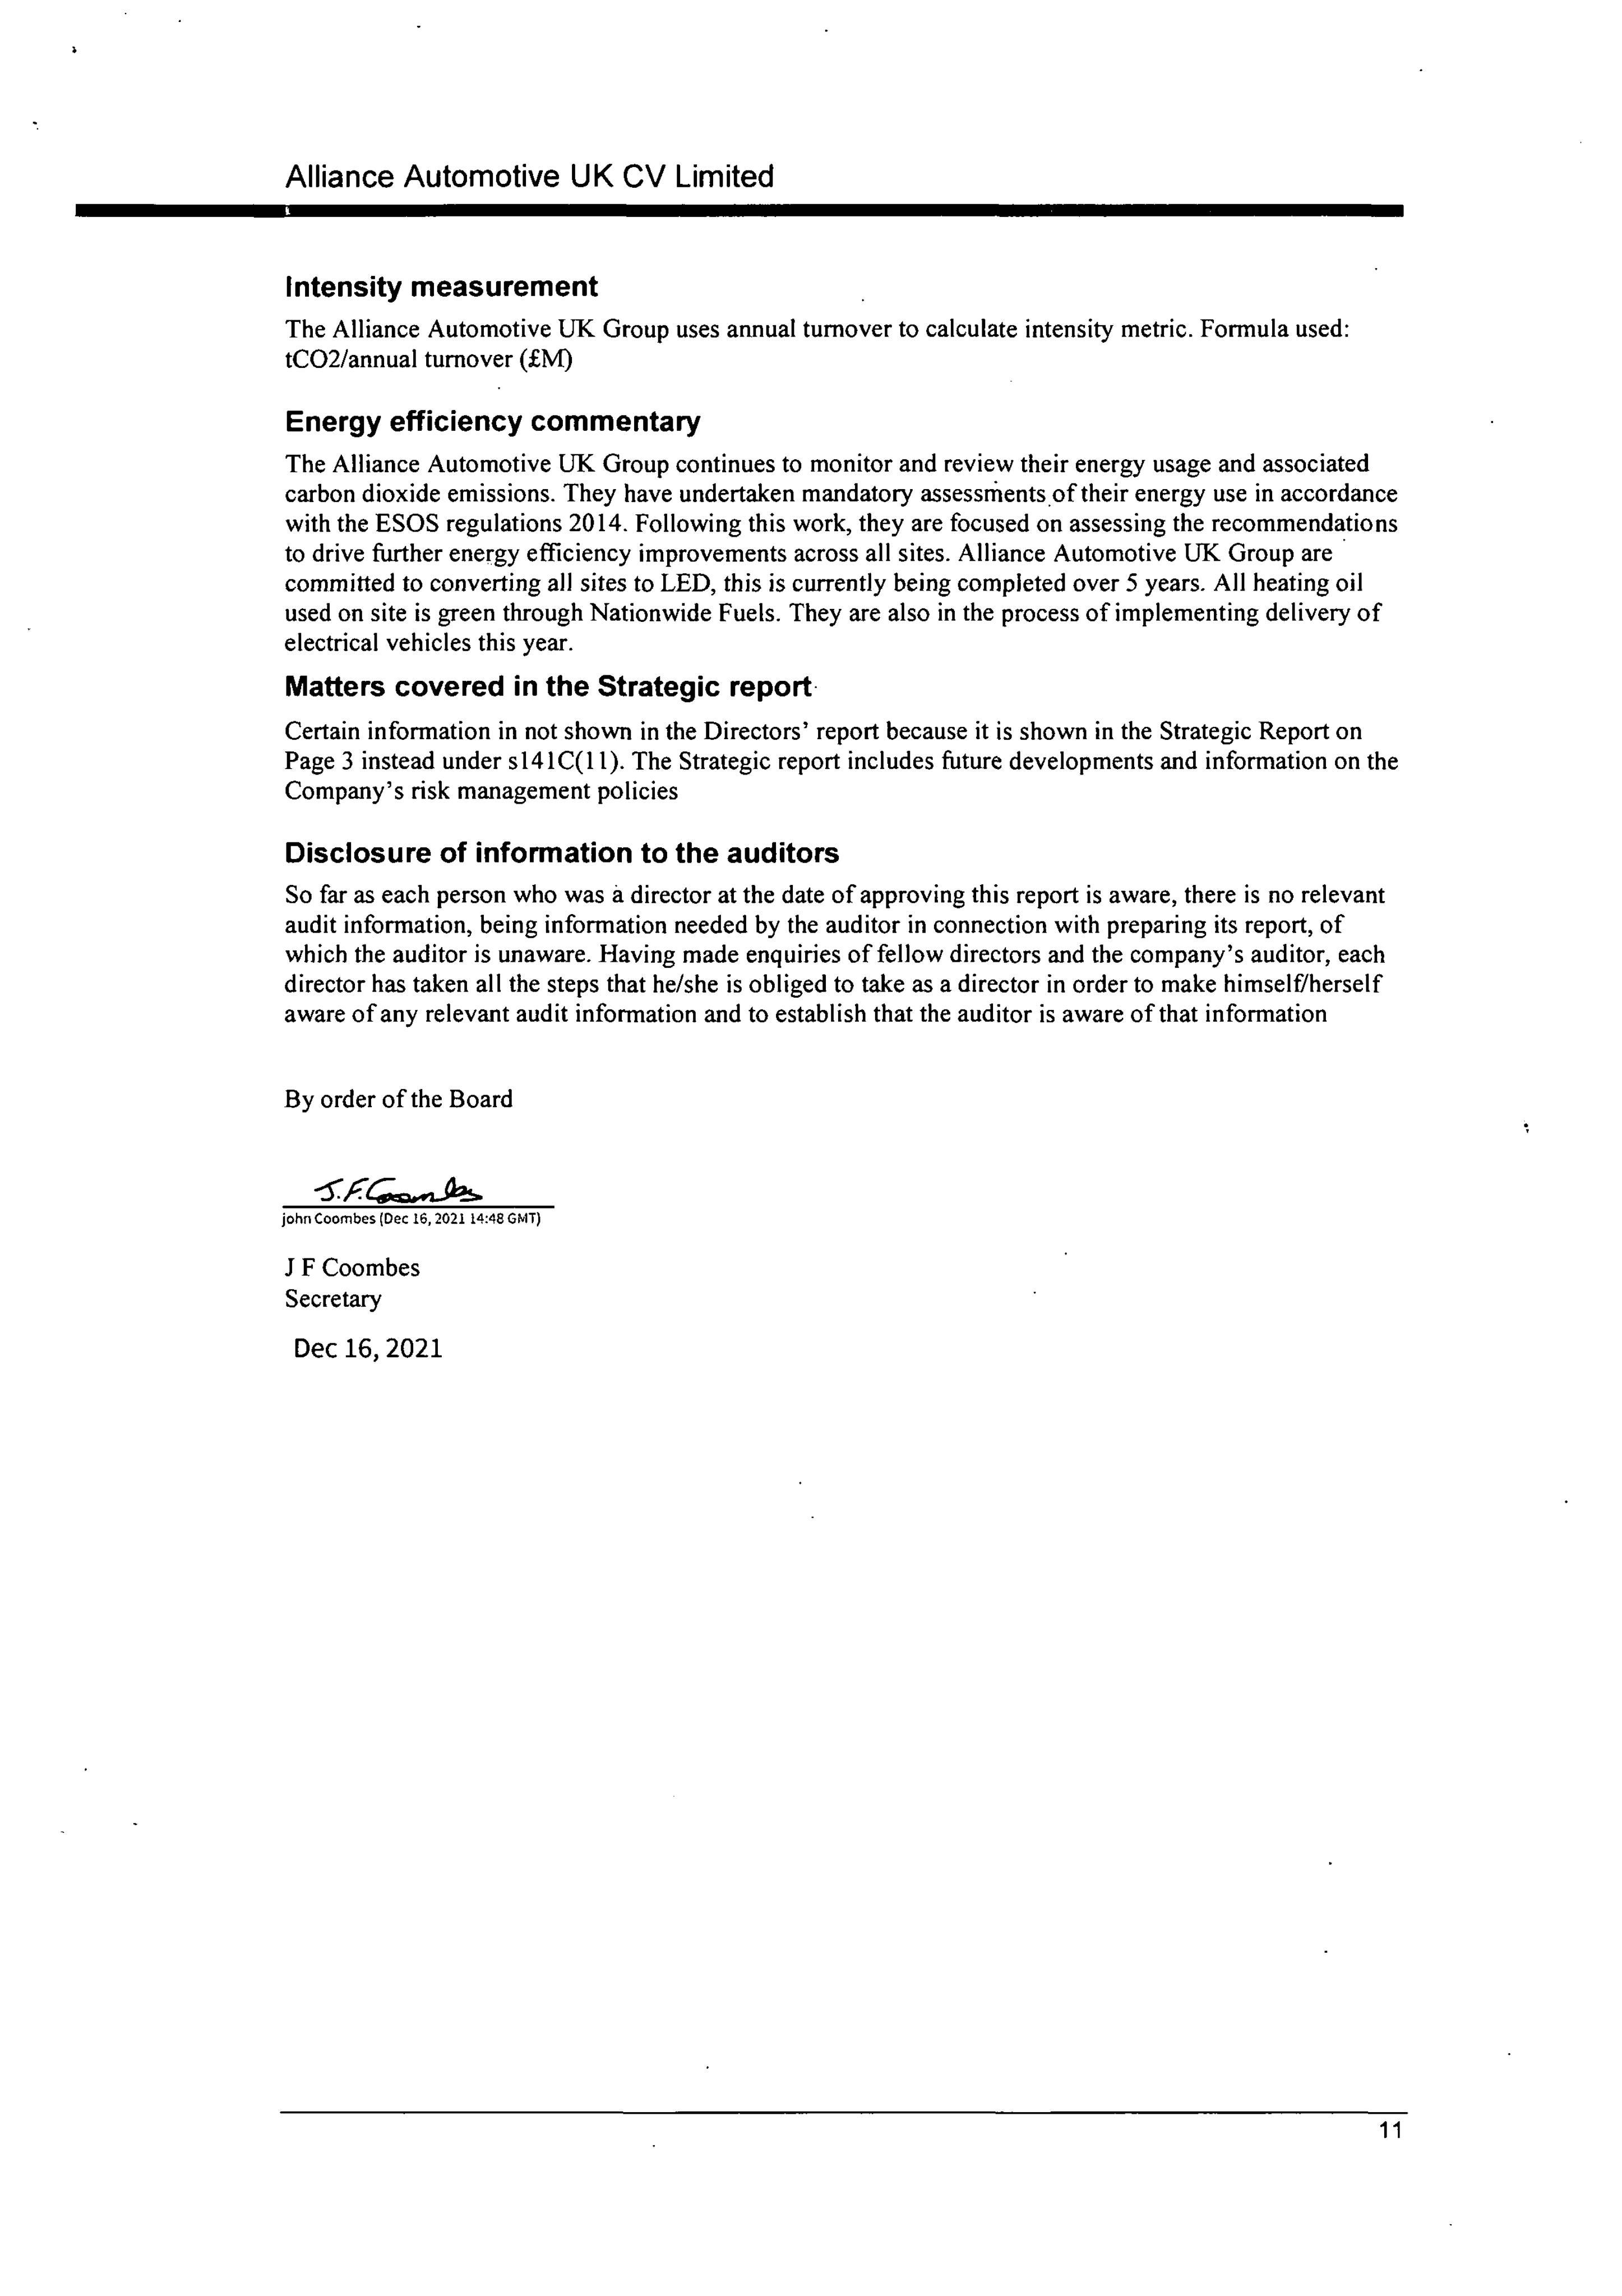 Alliance Automotive UK CV Limited
Intensity measurement
The Alliance Automotive UK Group uses annual turnover to calculate intensity metric. Formula used:
tCO2/annual turnover (£M)
Energy efficiency commentary
The Alliance Automotive UK Group continues to monitor and review their energy usage and associated
carbon dioxide emissions. They have undertaken mandatory assessments of their energy use in accordance
with the ESOS regulations 2014. Following this work, they are focused on assessing the recommendations
to drive further energy efficiency improvements across all sites. Alliance Automotive UK Group are
committed to converting all sites to LED, this is currently being completed over 5 years. All heating oil
used on site is green through Nationwide Fuels. They are also in the process of implementing delivery of
electrical vehicles this year.
Matters covered in the Strategic report
Certain information in not shown in the Directors’ report because it is shown in the Strategic Report on
Page 3 instead under s141C(11). The Strategic report includes future developments and information on the
Company’s risk management policies
Disclosure of information to the auditors
So far as each person who was a director at the date of approving this report is aware, there is no relevant
audit information, being information needed by the auditor in connection with preparing its report, of
which the auditor is unaware. Having made enquiries of fellow directors and the company’s auditor, each
director has taken all the steps that he/she is obliged to take as a director in order to make himself/herself
aware of any relevant audit information and to establish that the auditor is aware of that information
By order of the Board
J.F.Coombes
john Coombes (Dec 16, 2021 14:48 GMT)
J F Coombes
Secretary
Dec 16, 2021
11